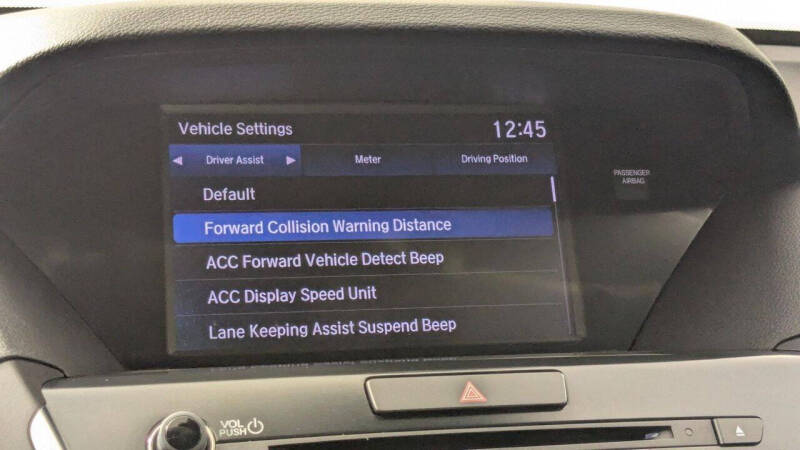 Vehicle Settings 12:45
Driver Assist Meter Driving Position
Default
Forward Collision Warning Distance
ACC Forward Vehicle Detect Beep
ACC Display Speed Unit
Lane Keeping Assist Suspend Beep
PASSENGER
AIRBAG
VOL
PUSH